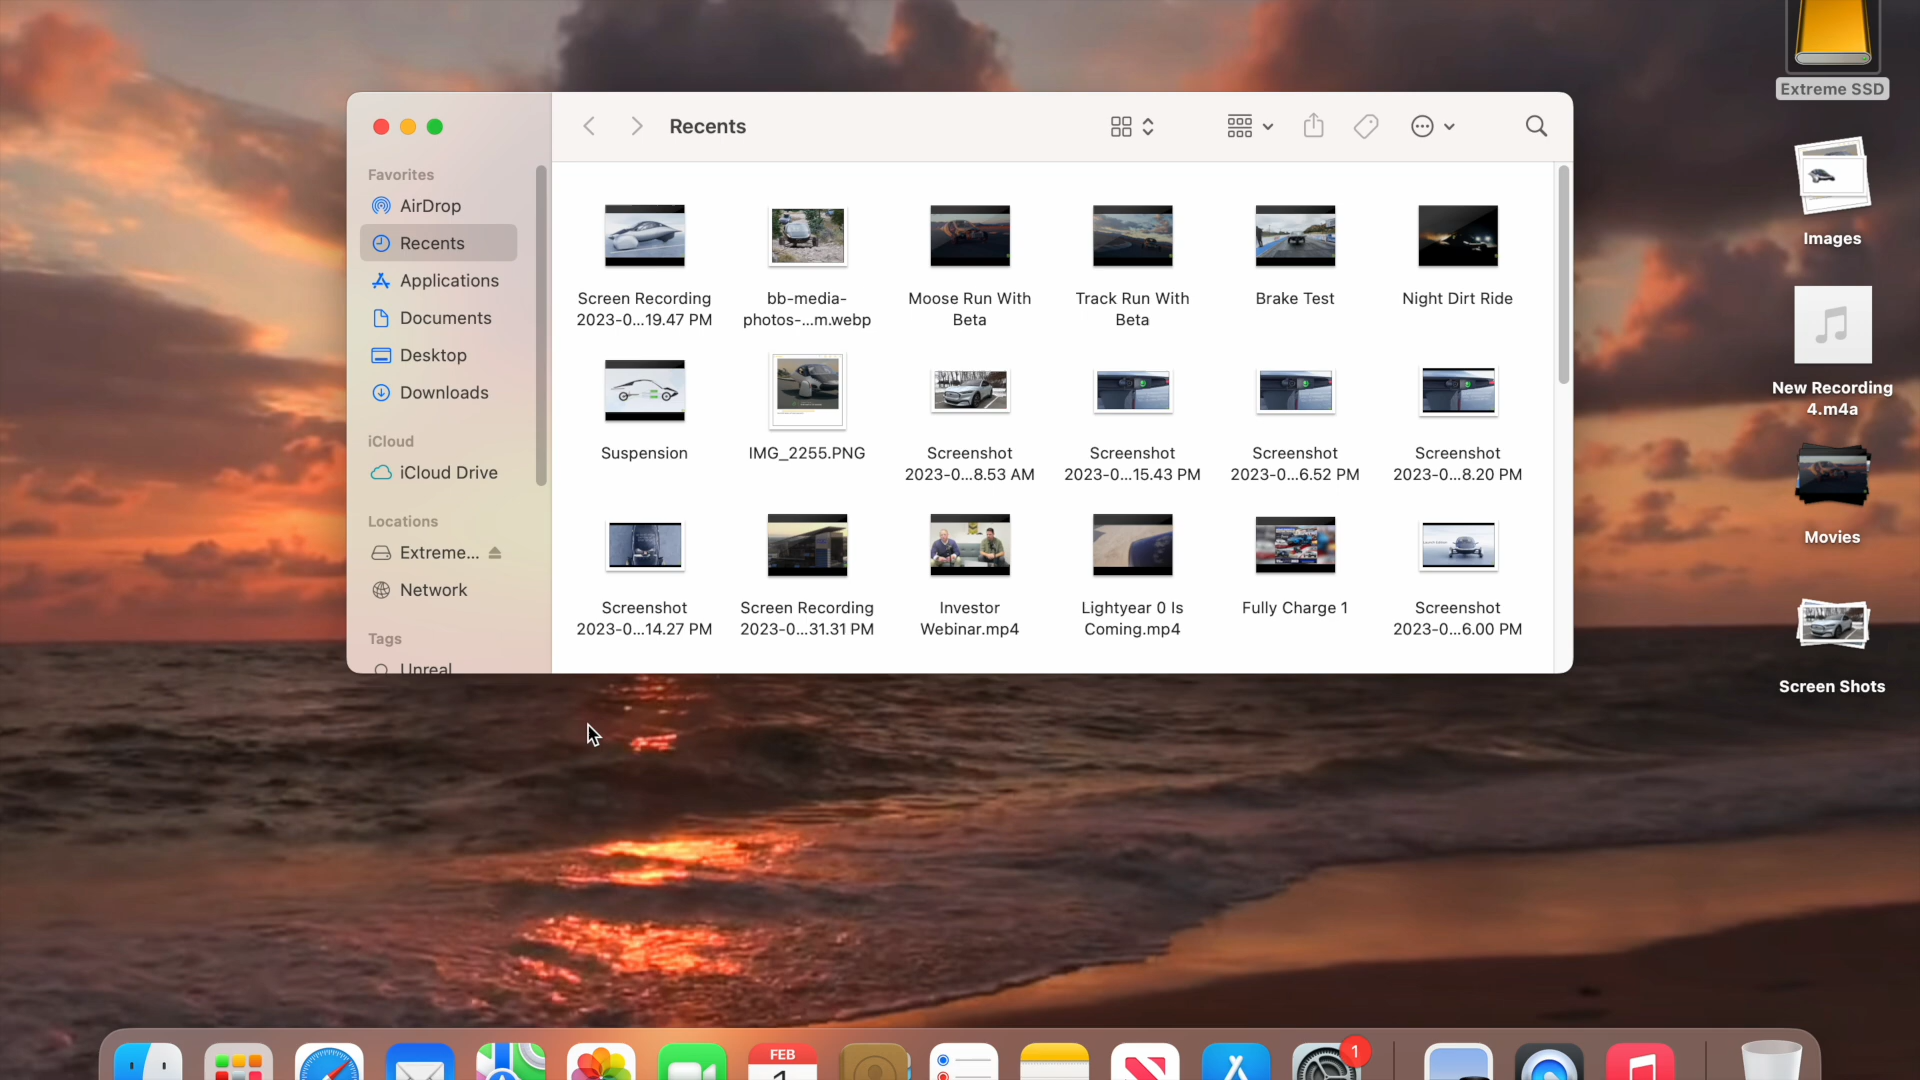 Recents
Favorites
AirDrop
Recents
Applications
Documents
Desktop
Downloads
iCloud
iCloud Drive
Locations
Extreme...
Network
Tags
Unreal
Screen Recording
2023-0...19.47 PM
bb-media-
photos-...m.webp
Moose Run With
Beta
Track Run With
Beta
Brake Test
Night Dirt Ride
Suspension
IMG_2255.PNG
Screenshot
2023-0...8.53 AM
Screenshot
2023-0...15.43 PM
Screenshot
2023-0...6.52 PM
Screenshot
2023-0...8.20 PM
Screenshot
2023-0...14.27 PM
Screen Recording
2023-0...31.31 PM
Investor
Webinar.mp4
Lightyear 0 Is
Coming.mp4
Fully Charge 1
Screenshot
2023-0...6.00 PM
Extreme SSD
Images
New Recording
4.m4a
Movies
Screen Shots
FEB
1
1